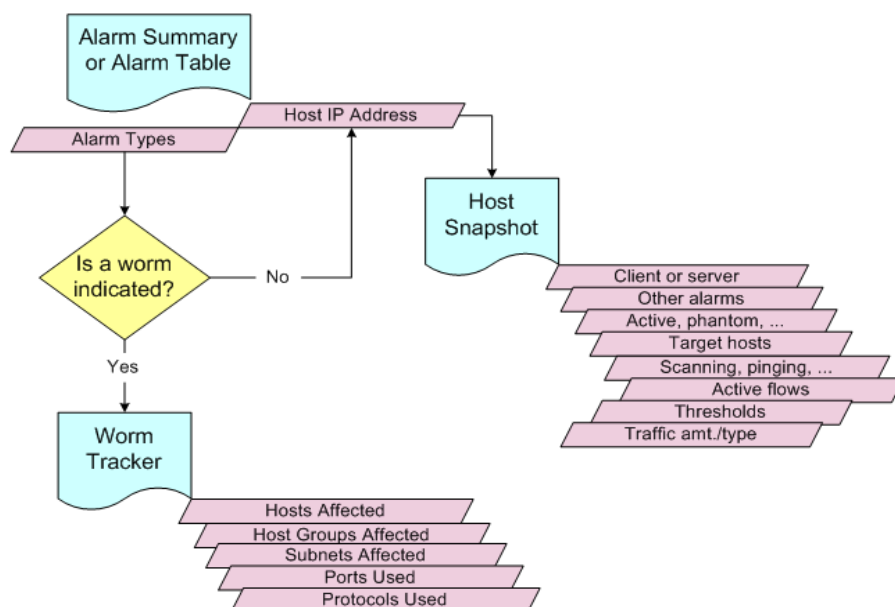 Alarm Summary
or Alarm Table
Host IP Address
Alarm Types
Host
Snapshot
Is a worm
indicated?
No
Client or server
Other alarms
Active, phantom, ...
Target hosts
Scanning, pinging, ...
Active flows
Thresholds
Traffic amt./type
Yes
Worm
Tracker
Hosts Affected
Host Groups Affected
Subnets Affected
Ports Used
Protocols Used